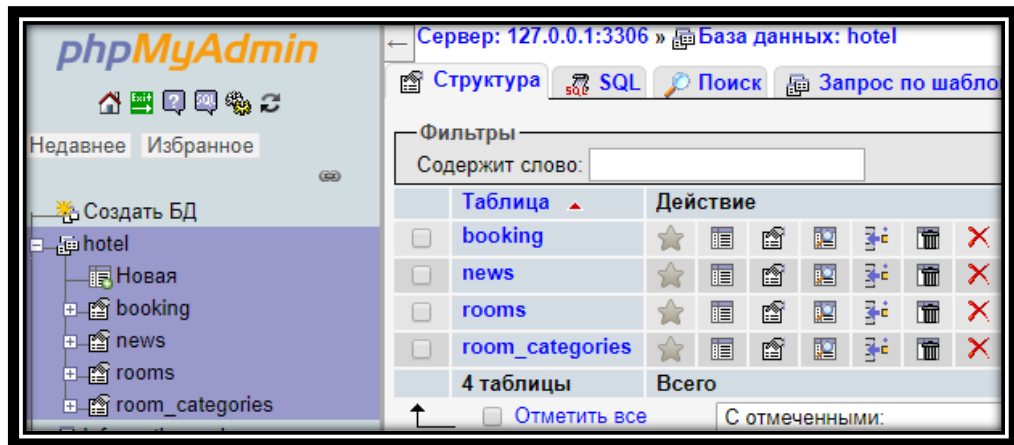 phpMyAdmin
Недавнее Избранное
Создать БД
hotel
Новая
booking
news
rooms
room_categories
← Сервер: 127.0.0.1:3306 » База данных: hotel
Структура SQL Поиск Запрос по шабло
Фильтры
Содержит слово:
Таблица Действие
booking
news
rooms
room_categories
4 таблицы Всего
Отметить все С отмеченными: